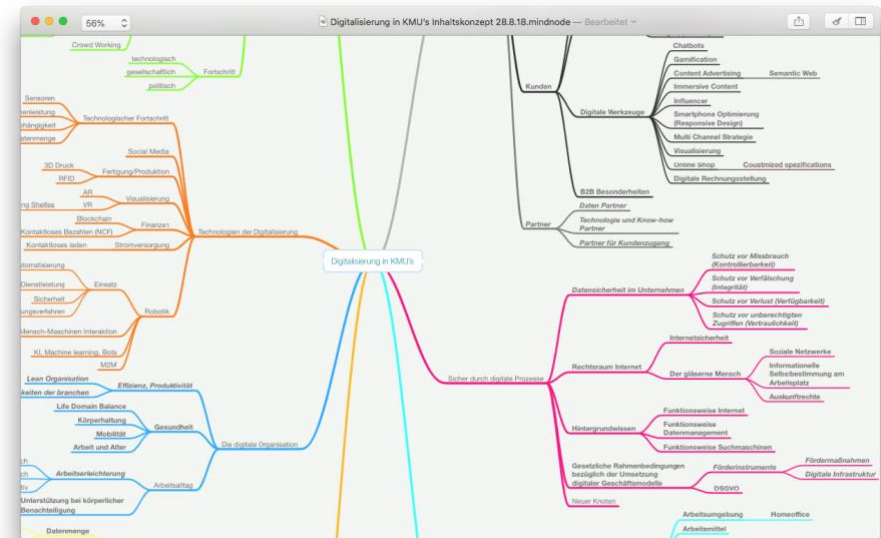 56%
Digitalisierung in KMU's Inhaltskonzept 28.8.18.mindnode — Bearbeitet
Crowd Working
technologisch
gesellschaftlich
politisch
Fortschritt
Sensoren
Technologischer Fortschritt
Social Media
3D Druck
RFID
Fertigung/Produktion
AR
VR
Visualisierung
Blockchain
Kontaktloses Bezahlen (NCF)
Finanzen
Kontaktloses laden
Stromversorgung
Technologien der Digitalisierung
Dienstleistung
Sicherheit
Einsatz
Mensch-Maschinen Interaktion
KI, Machine learning, Bots
M2M
Robotik
Lean Organisation
keiten der branchen
Effizienz, Produktivität
Life Domain Balance
Körperhaltung
Mobilität
Arbeit und Alter
Gesundheit
Arbeitserleichterung
Unterstützung bei körperlicher
Benachteiligung
Arbeitsalltag
Die digitale Organisation
Datenmenge
Digitalisierung in KMU's
Kunden
Digitale Werkzeuge
Chatbots
Gamification
Content Advertising
Semantic Web
Immersive Content
Influencer
Smartphone Optimierung
(Responsive Design)
Multi Channel Strategie
Visualisierung
Online Shop
Coustmized spezifications
Digitale Rechnungsstellung
B2B Besonderheiten
Partner
Daten Partner
Technologie und Know-how
Partner
Partner für Kundenzugang
Sicher durch digitale Prozesse
Datensicherheit im Unternehmen
Schutz vor Missbrauch
(Kontrollierbarkeit)
Schutz vor Verfälschung
(Integrität)
Schutz vor Verlust (Verfügbarkeit)
Schutz vor unberechtigten
Zugriffen (Vertraulichkeit)
Rechtsraum Internet
Internetsicherheit
Der gläserne Mensch
Soziale Netzwerke
Informationelle
Selbstbestimmung am
Arbeitsplatz
Auskunftrechte
Hintergrundwissen
Funktionsweise Internet
Funktionsweise
Datenmanagement
Funktionsweise Suchmaschinen
Gesetzliche Rahmenbedingungen
bezüglich der Umsetzung
digitaler Geschäftsmodelle
Förderinstrumente
Fördermaßnahmen
Digitale Infrastruktur
DSGVO
Neuer Knoten
Arbeitsumgebung
Homeoffice
Arbeitsmittel